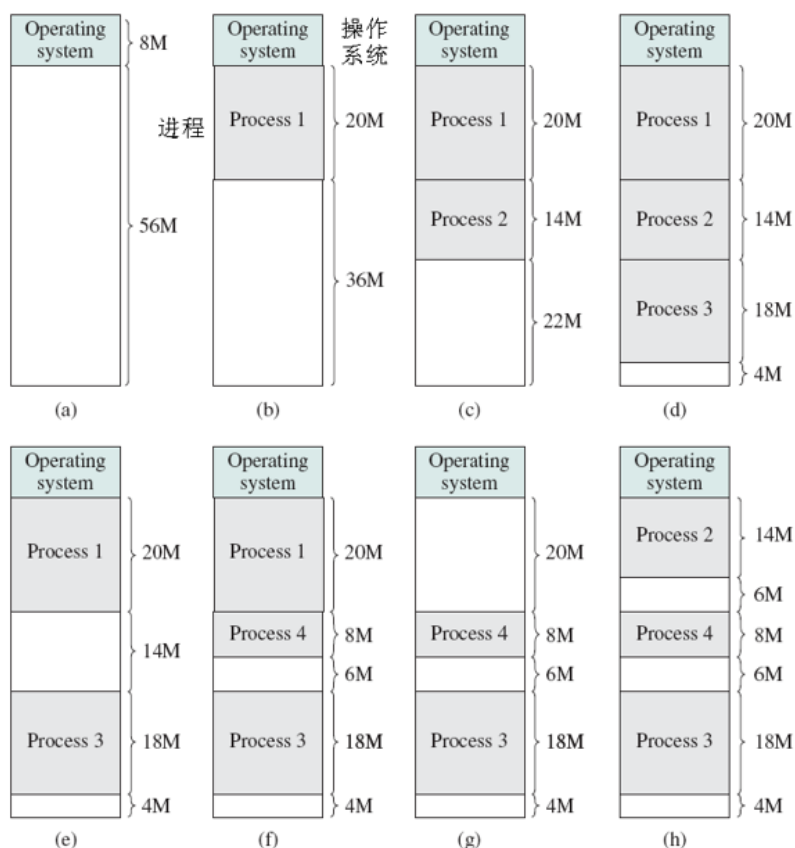 Operating
system
8M
56M
(a)
Operating
system
操作
系统
进程
Process 1
20M
36M
(b)
Operating
system
Process 1
20M
Process 2
14M
22M
(c)
Operating
system
Process 1
20M
Process 2
14M
Process 3
18M
4M
(d)
Operating
system
Process 1
20M
14M
Process 3
18M
4M
(e)
Operating
system
Process 1
20M
Process 4
8M
6M
Process 3
18M
4M
(f)
Operating
system
20M
Process 4
8M
6M
Process 3
18M
4M
(g)
Operating
system
Process 2
14M
6M
Process 4
8M
6M
Process 3
18M
4M
(h)